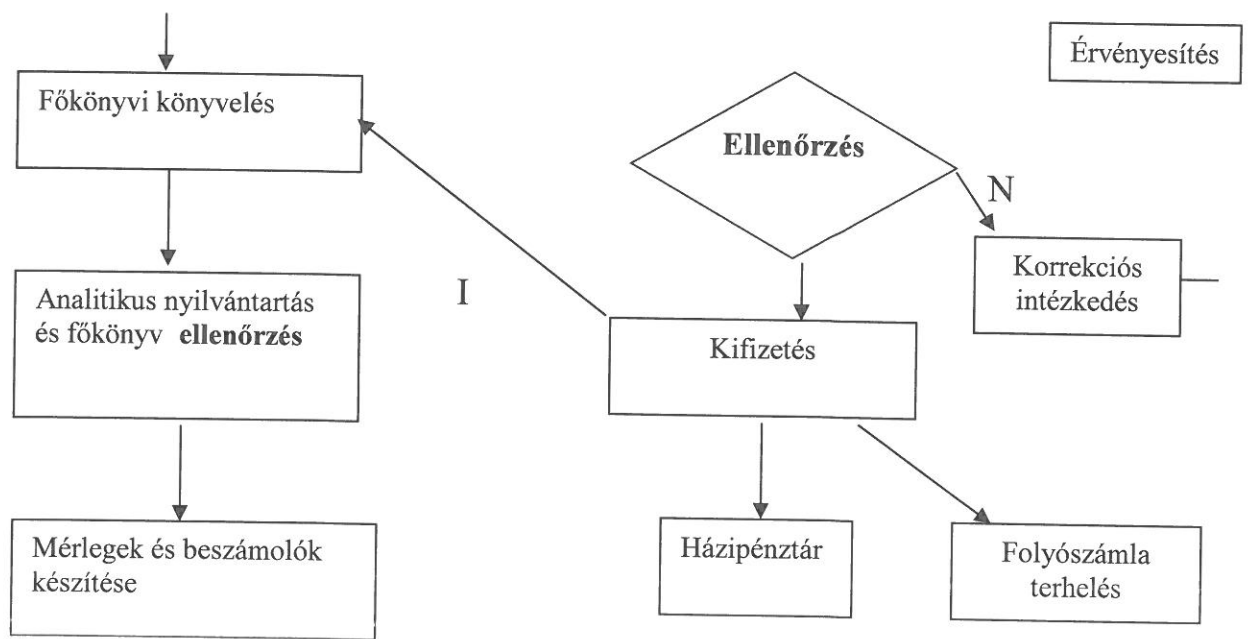 Érvényesítés
Főkönyvi könyvelés
Ellenőrzés
N
Korrekciós
intézkedés
Analitikus nyilvántartás
és főkönyv ellenőrzés
I
Kifizetés
Mérlegek és beszámolók
készítése
Házipénztár
Folyószámla
terhelés